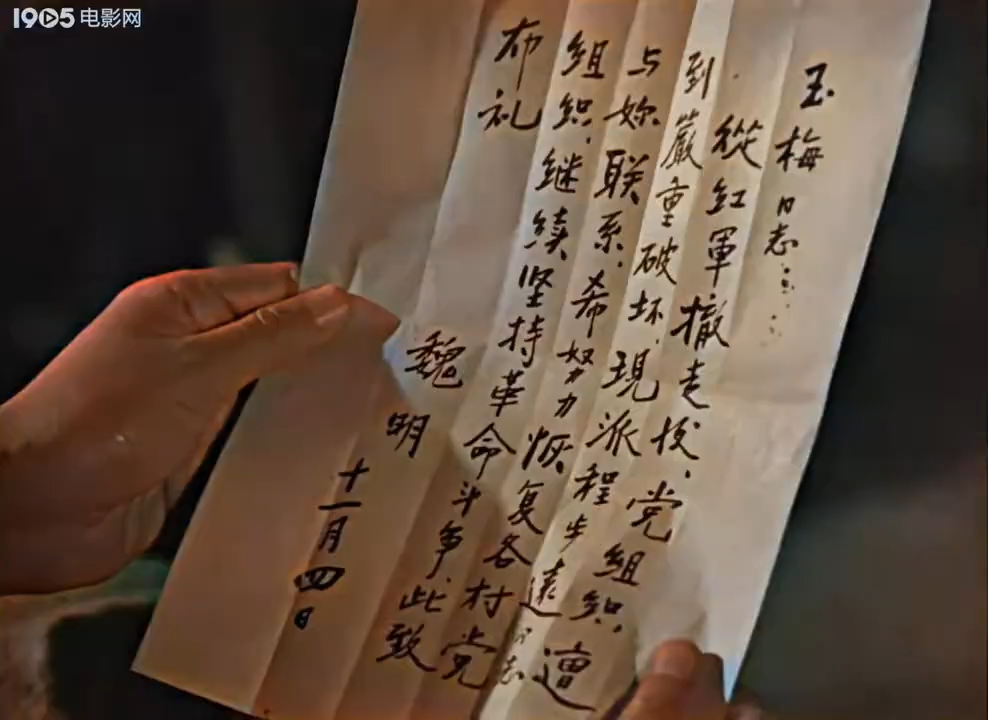 1905电影网
玉梅同志:
從紅軍撤走後、党組织遭
到嚴重破坏.現派程步遠同志
与妳联系.希努力恢复各村党
組织,继续坚持革命斗争.此致
布礼
魏明
十一月四日